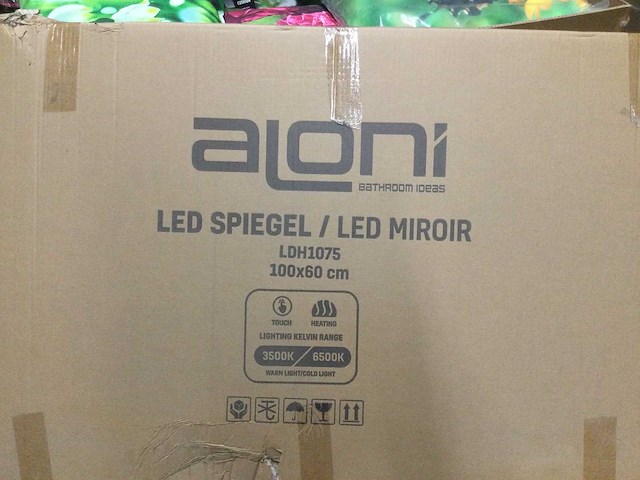 aloni
BATHROOM IDEAS
LED SPIEGEL / LED MIROIR
LDH1075
100x60 cm
TOUCH HEATING
LIGHTING KELVIN RANGE
3500K / 6500K
WARM LIGHT/COLD LIGHT